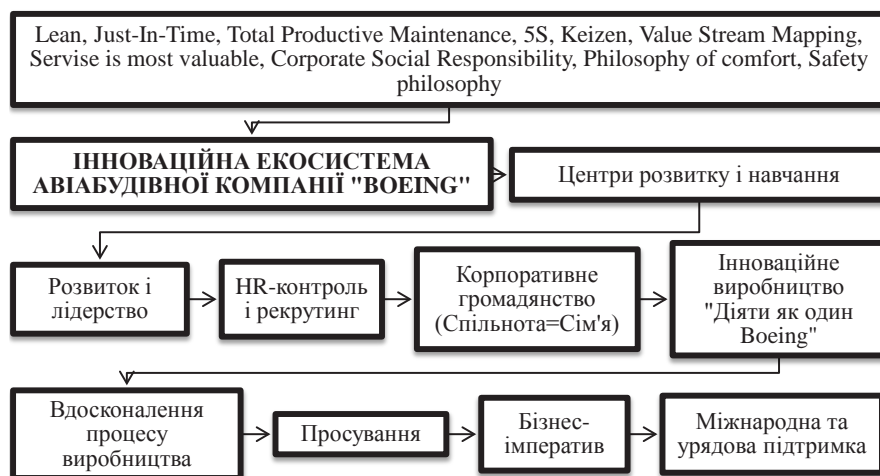 Lean, Just-In-Time, Total Productive Maintenance, 5S, Keizen, Value Stream Mapping,
Servise is most valuable, Corporate Social Responsibility, Philosophy of comfort, Safety
philosophy
ІННОВАЦІЙНА ЕКОСИСТЕМА
АВІАБУДІВНОЇ КОМПАНІЇ "BOEING"
Центри розвитку і навчання
Розвиток і
лідерство
HR-контроль
і рекрутинг
Корпоративне
громадянство
(Спільнота=Сім'я)
Інноваційне
виробництво
"Діяти як один
Boeing"
Вдосконалення
процесу
виробництва
Просування
Бізнес-
імператив
Міжнародна та
урядова підтримка